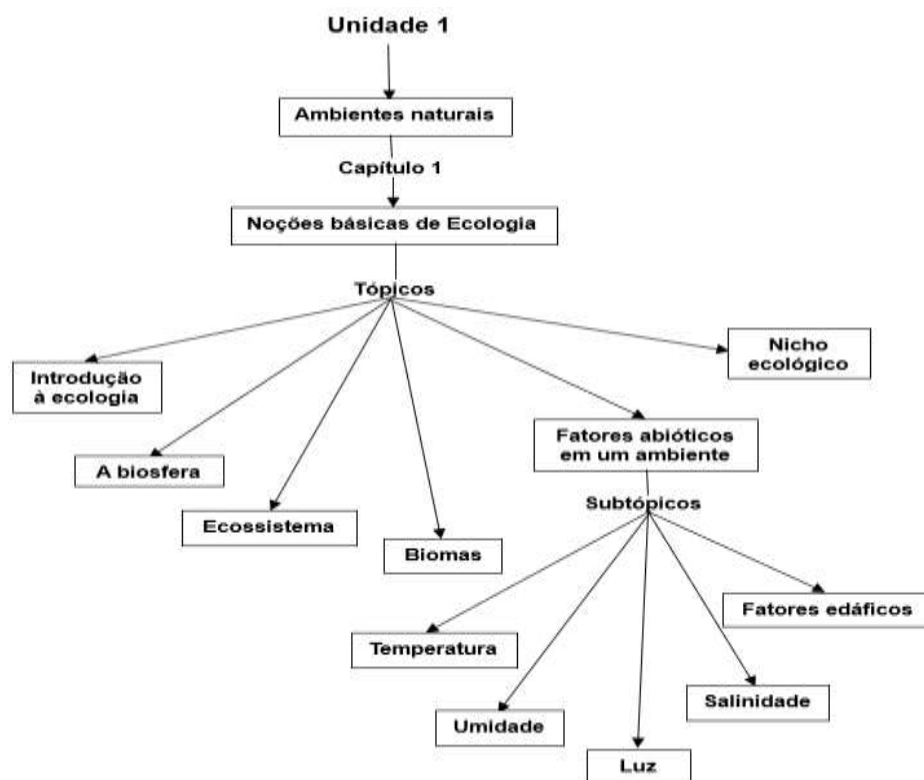 Unidade 1
Ambientes naturais
Capítulo 1
Noções básicas de Ecologia
Tópicos
Nicho
ecológico
Introdução
à ecologia
Fatores abióticos
em um ambiente
A biosfera
Subtópicos
Ecossistema
Biomas
Fatores edáficos
Temperatura
Salinidade
Umidade
Luz